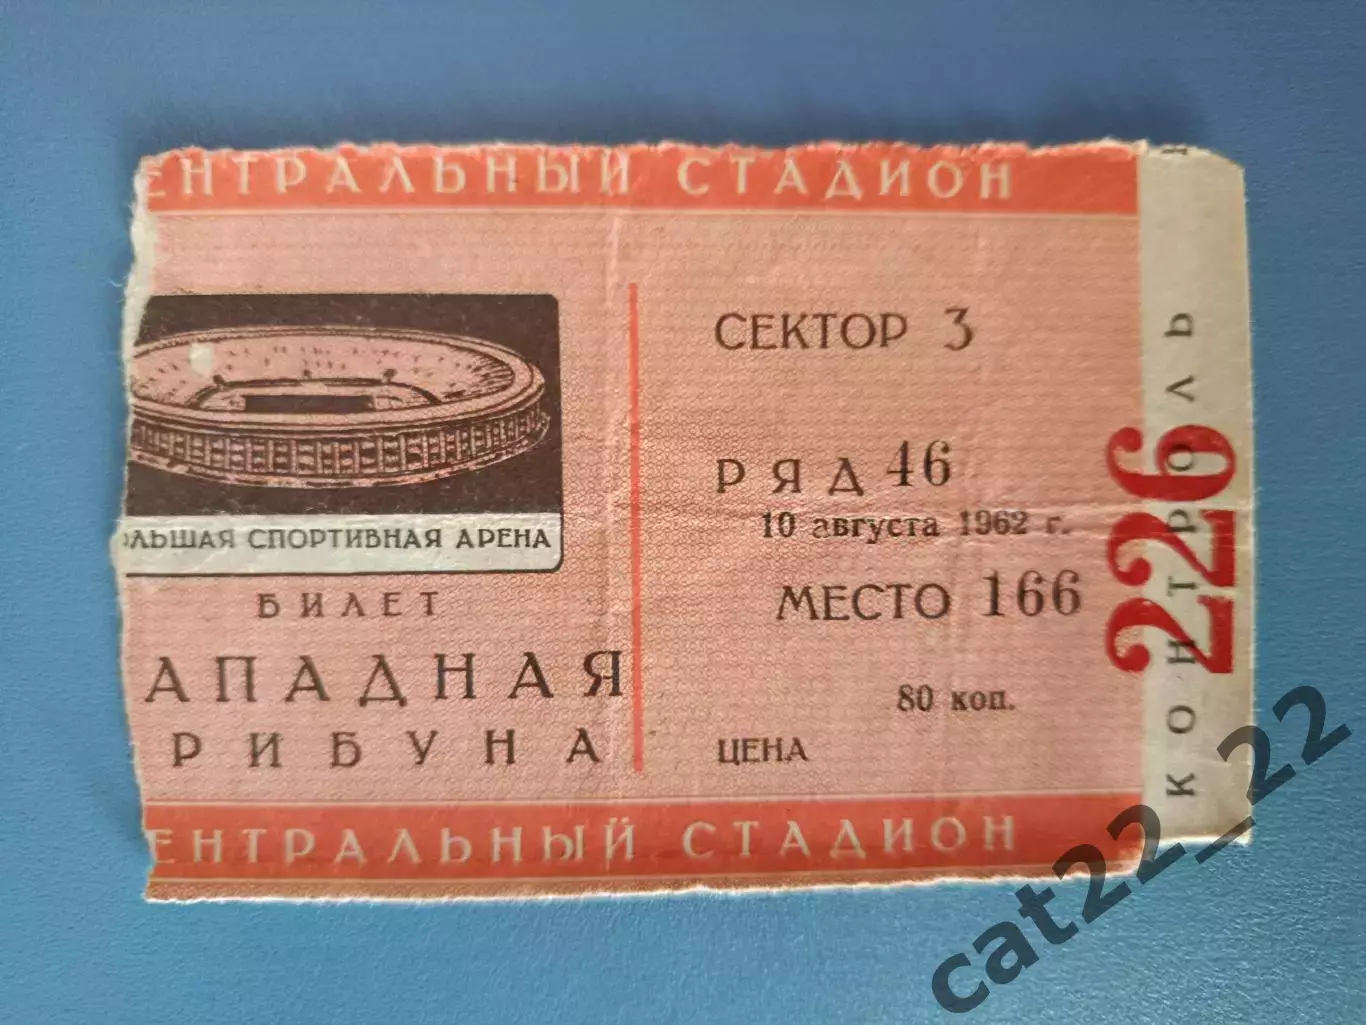 ЕНТРАЛЬНЫЙ СТАДИОН
ЛЬШАЯ СПОРТИВНАЯ АРЕНА
БИЛЕТ
АПАДНАЯ
РИБУНА
СЕКТОР 3
РЯД 46
10 августа 1962 г.
МЕСТО 166
80 коп.
ЦЕНА
КОНТРОЛЬ
226
ЕНТРАЛЬНЫЙ СТАДИОН
cat22_22